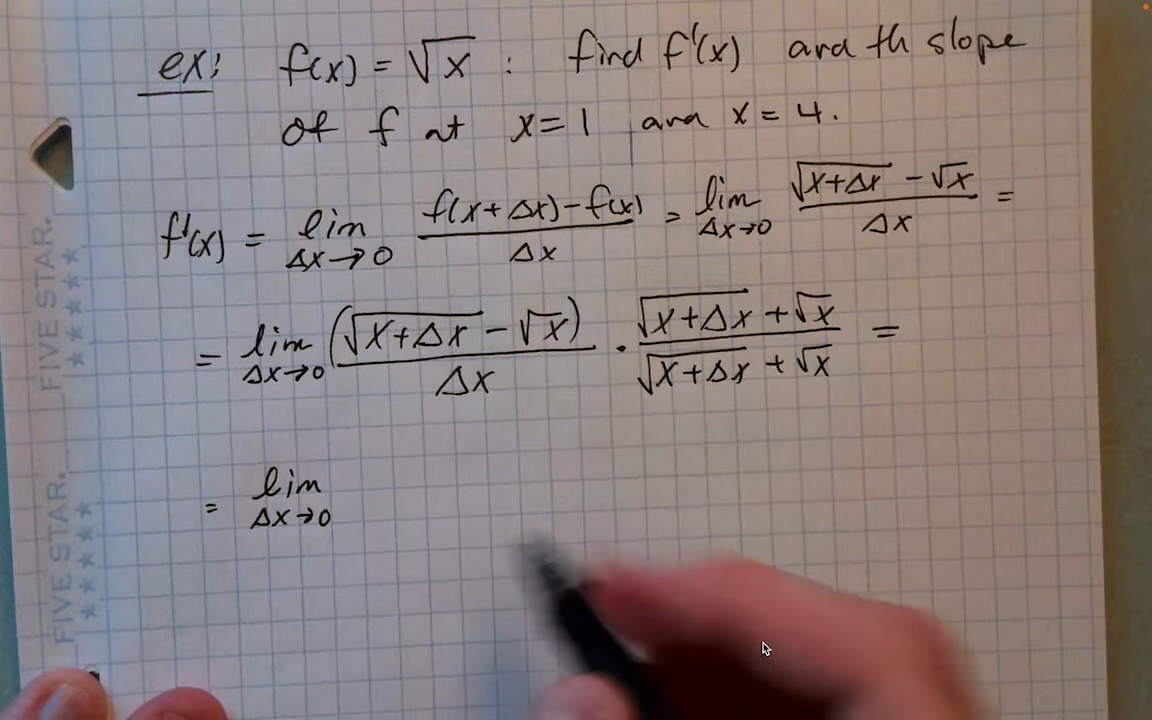 ex: f(x) = √x : find f'(x) and th slope
of f at x = 1 and x = 4.
f'(x) = lim Δx→0 (f(x+Δx) - f(x))/Δx = lim Δx→0 (√(x+Δx) - √x)/Δx =
= lim Δx→0 (√(x+Δx) - √x)/Δx · (√(x+Δx) + √x)/(√(x+Δx) + √x) =
= lim Δx→0
FIVE STAR.
FIVE STAR.